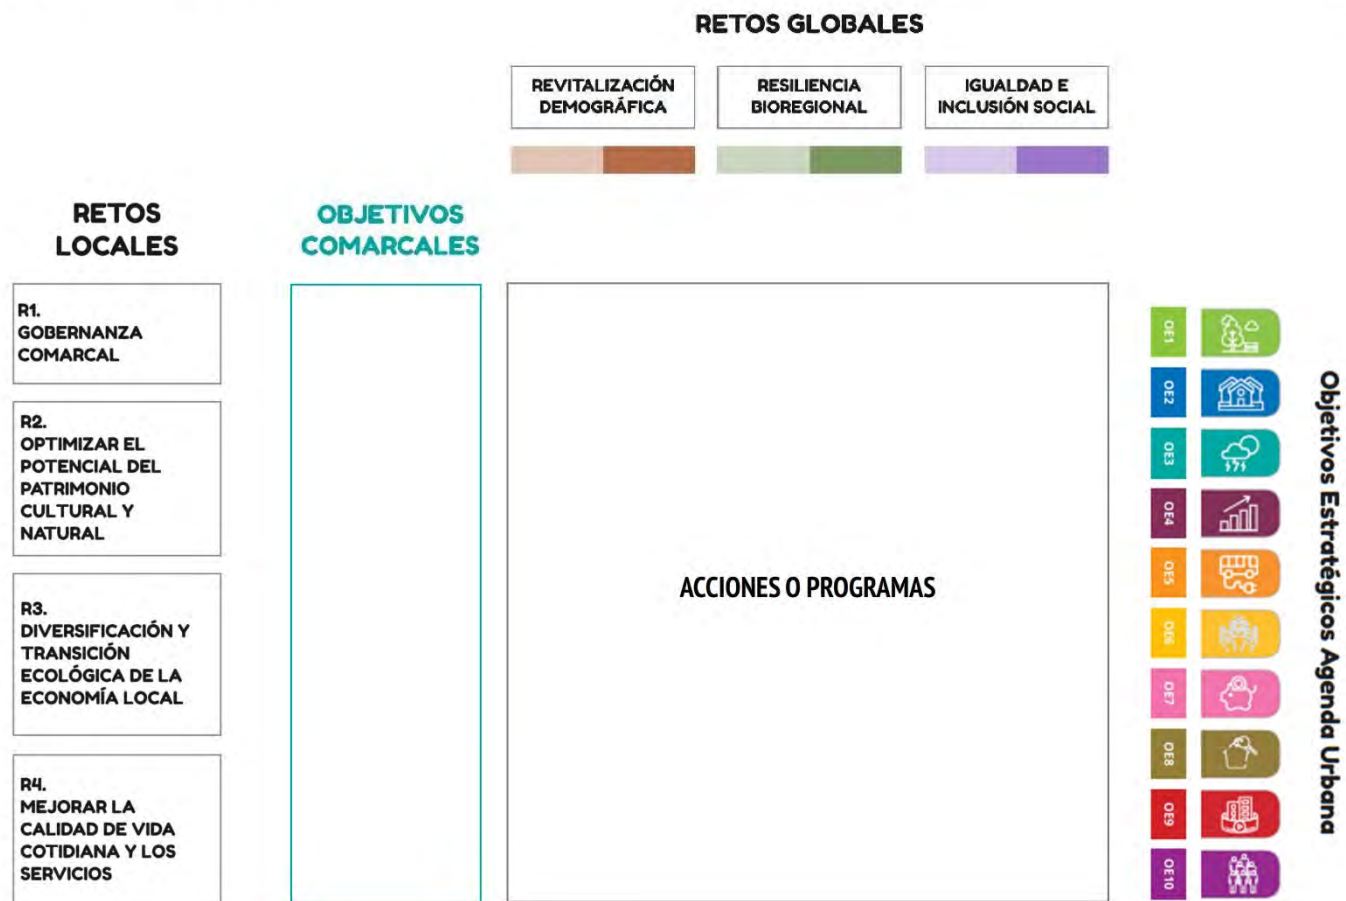 RETOS GLOBALES
REVITALIZACIÓN
DEMOGRÁFICA
RESILIENCIA
BIOREGIONAL
IGUALDAD E
INCLUSIÓN SOCIAL
RETOS
LOCALES
OBJETIVOS
COMARCALES
R1.
GOBERNANZA
COMARCAL
R2.
OPTIMIZAR EL
POTENCIAL DEL
PATRIMONIO
CULTURAL Y
NATURAL
R3.
DIVERSIFICACIÓN Y
TRANSICIÓN
ECOLÓGICA DE LA
ECONOMÍA LOCAL
R4.
MEJORAR LA
CALIDAD DE VIDA
COTIDIANA Y LOS
SERVICIOS
ACCIONES O PROGRAMAS
OE1
OE2
OE3
OE4
OE5
OE6
OE7
OE8
OE9
OE10
Objetivos Estratégicos Agenda Urbana